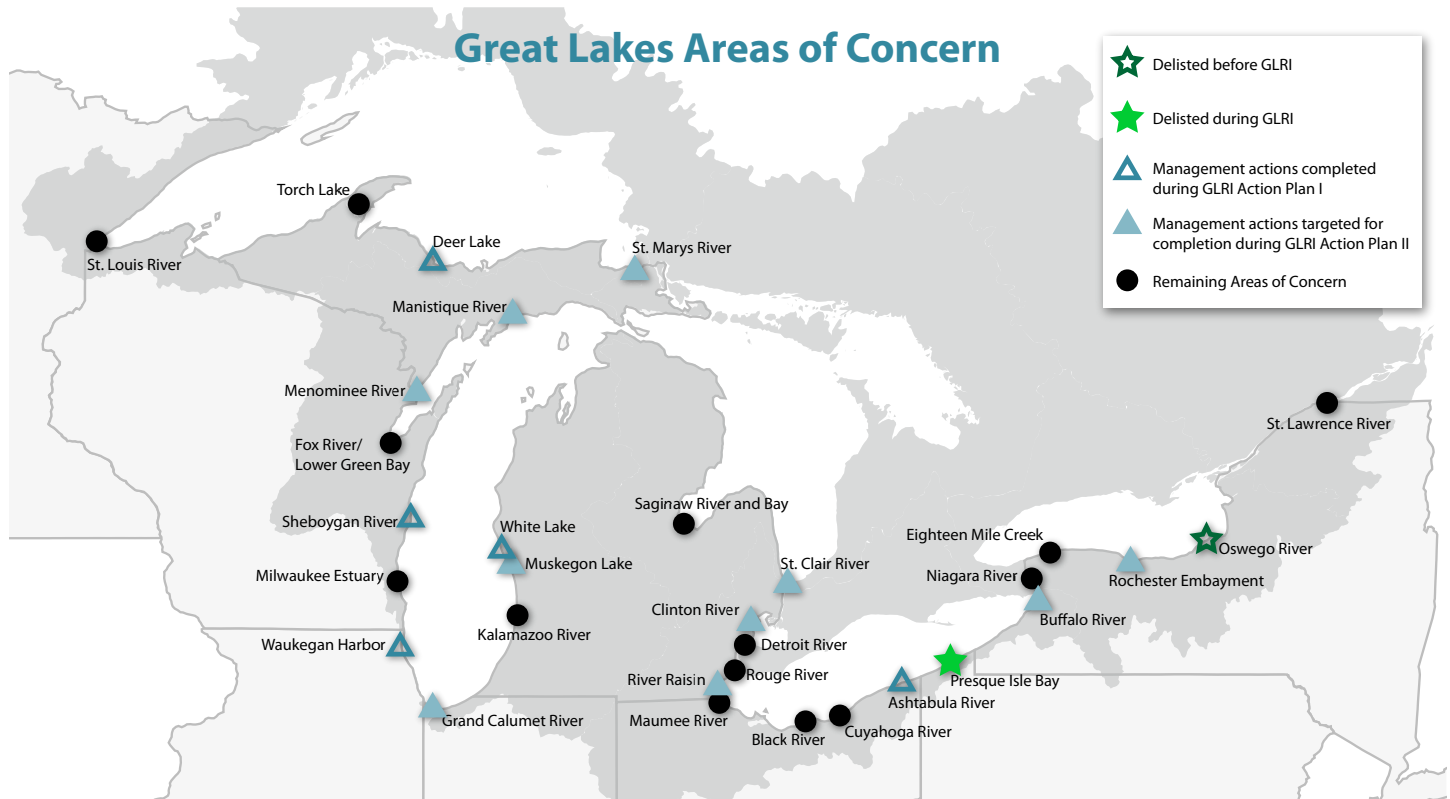 Great Lakes Areas of Concern
Delisted before GLRI
Delisted during GLRI
Management actions completed
during GLRI Action Plan I
Management actions targeted for
completion during GLRI Action Plan II
Remaining Areas of Concern
Torch Lake
St. Louis River
Deer Lake
St. Marys River
Manistique River
Menominee River
Fox River/
Lower Green Bay
St. Lawrence River
Sheboygan River
White Lake
Muskegon Lake
Saginaw River and Bay
Eighteen Mile Creek
Oswego River
Milwaukee Estuary
St. Clair River
Niagara River
Rochester Embayment
Kalamazoo River
Clinton River
Buffalo River
Waukegan Harbor
Detroit River
Rouge River
River Raisin
Presque Isle Bay
Ashtabula River
Grand Calumet River
Maumee River
Black River
Cuyahoga River